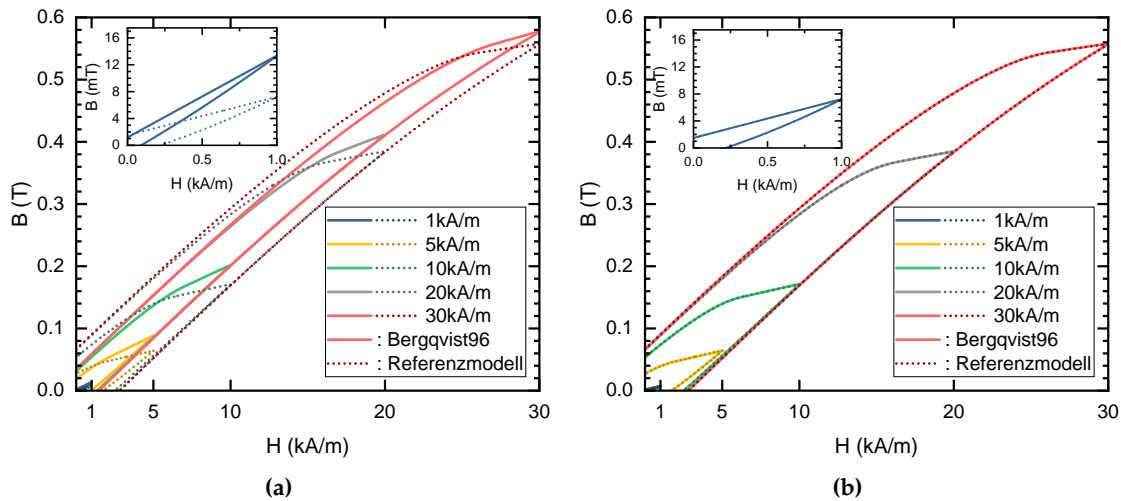 0.6
0.5
0.4
0.3
0.2
0.1
0.0
B (T)
1
5
10
20
30
H (kA/m)
16
12
8
4
0
B (mT)
0.0
0.5
1.0
H (kA/m)
1kA/m
5kA/m
10kA/m
20kA/m
30kA/m
: Bergqvist96
: Referenzmodell
(a)
0.6
0.5
0.4
0.3
0.2
0.1
0.0
B (T)
1
5
10
20
30
H (kA/m)
16
12
8
4
0
B (mT)
0.0
0.5
1.0
H (kA/m)
1kA/m
5kA/m
10kA/m
20kA/m
30kA/m
: Bergqvist96
: Referenzmodell
(b)